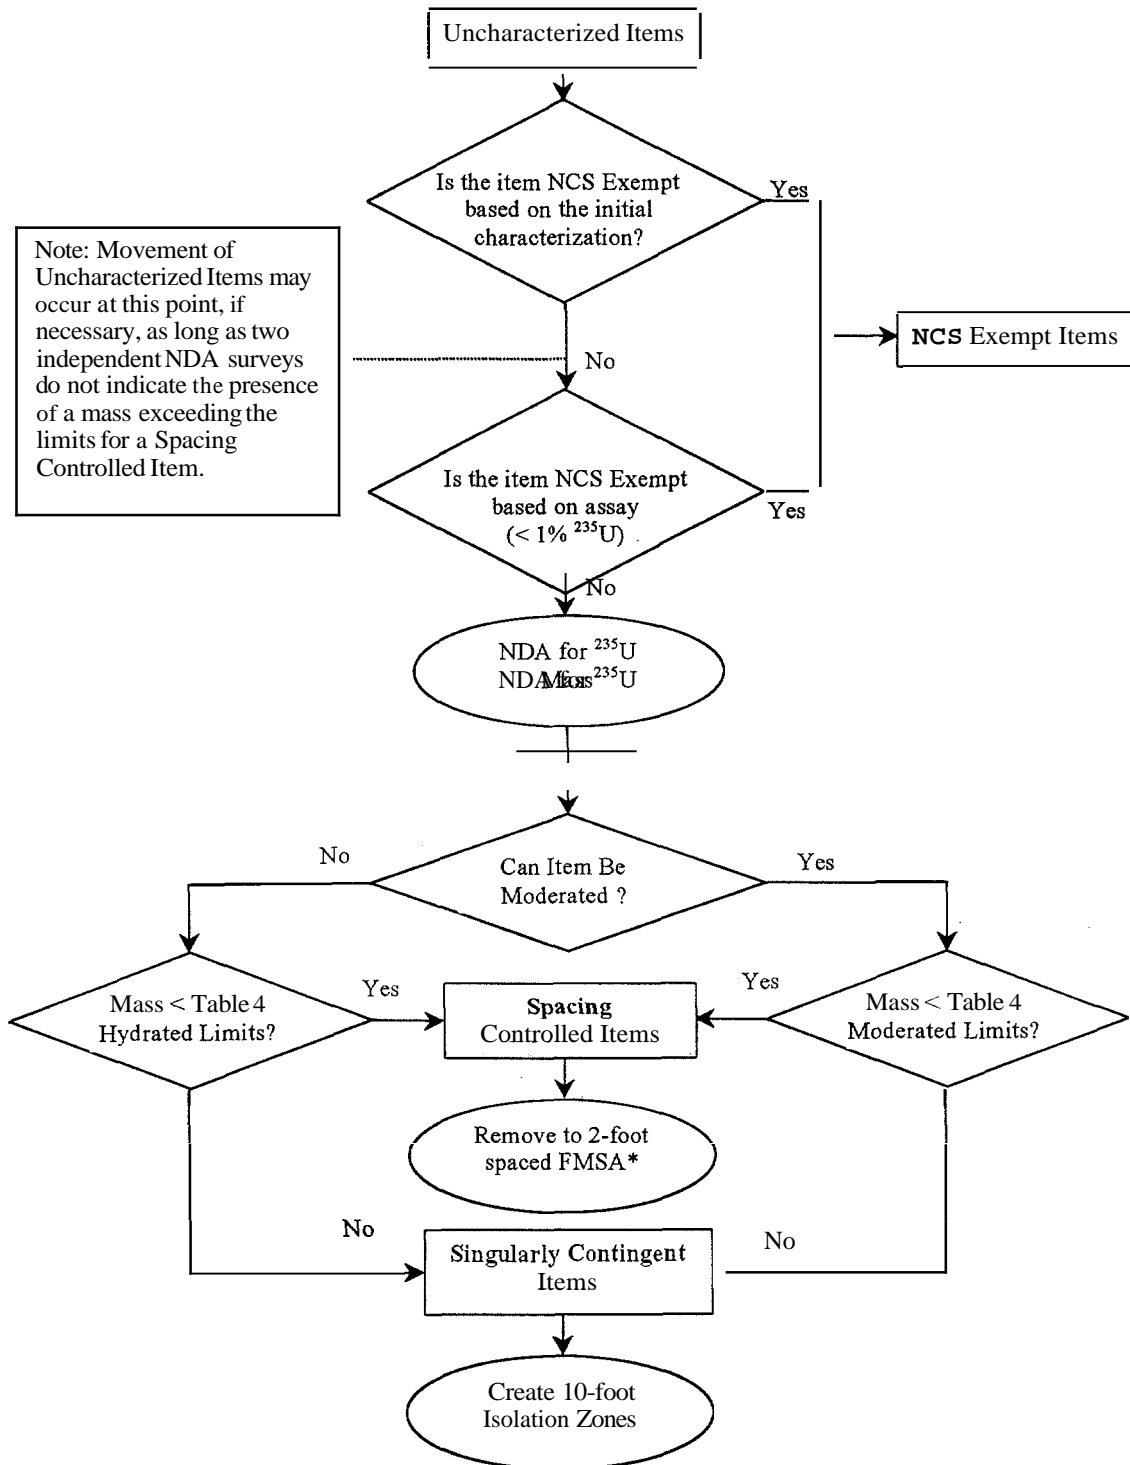 Uncharacterized Items
Is the item NCS Exempt
based on the initial
characterization?
Yes
Note: Movement of
Uncharacterized Items may
occur at this point, if
necessary, as long as two
independent NDA surveys
do not indicate the presence
of a mass exceeding the
limits for a Spacing
Controlled Item.
NCS Exempt Items
No
Is the item NCS Exempt
based on assay
(< 1% ²³⁵U)
Yes
No
NDA for ²³⁵U
NDA for ²³⁵U
Mass
Can Item Be
Moderated ?
No
Yes
Mass < Table 4
Hydrated Limits?
Yes
Spacing
Controlled Items
Yes
Mass < Table 4
Moderated Limits?
Remove to 2-foot
spaced FMSA*
No
Singularly Contingent
Items
No
Create 10-foot
Isolation Zones